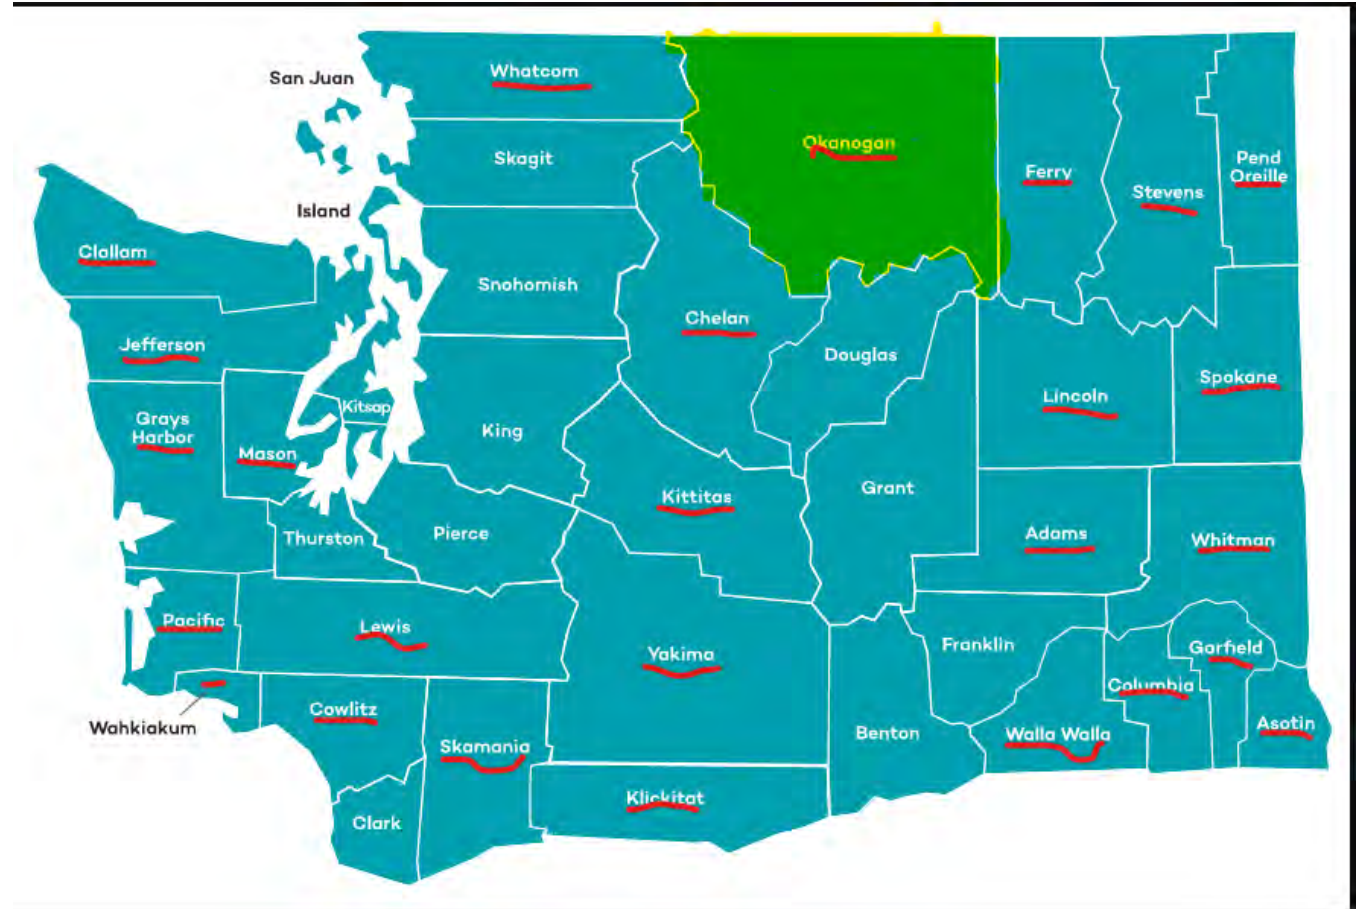 San Juan
Whatcom
Okanogan
Skagit
Ferry
Stevens
Pend
Oreille
Island
Clallam
Snohomish
Jefferson
Chelan
Douglas
Lincoln
Spokane
Grays
Harbor
Mason
Kitsap
King
Kittitas
Grant
Thurston
Pierce
Adams
Whitman
Pacific
Lewis
Yakima
Franklin
Garfield
Columbia
Wahkiakum
Cowlitz
Skamania
Benton
Walla Walla
Asotin
Klickitat
Clark